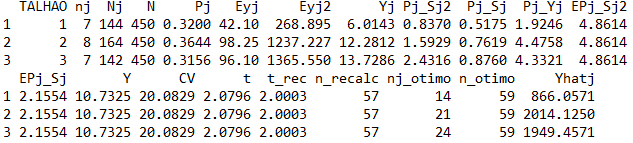 TALHAO nj Nj N Pj Eyj Eyj2 Yj Pj_Sj2 Pj_Sj Pj_Yj EPj_Sj2
1 1 7 144 450 0.3200 42.10 268.895 6.0143 0.8370 0.5175 1.9246 4.8614
2 2 8 164 450 0.3644 98.25 1237.227 12.2812 1.5929 0.7619 4.4758 4.8614
3 3 7 142 450 0.3156 96.10 1365.550 13.7286 2.4316 0.8760 4.3321 4.8614
EPj_Sj Y CV t t_rec n_recalc nj_otimo n_otimo Yhatj
1 2.1554 10.7325 20.0829 2.0796 2.0003 57 14 59 866.0571
2 2.1554 10.7325 20.0829 2.0796 2.0003 57 21 59 2014.1250
3 2.1554 10.7325 20.0829 2.0796 2.0003 57 24 59 1949.4571